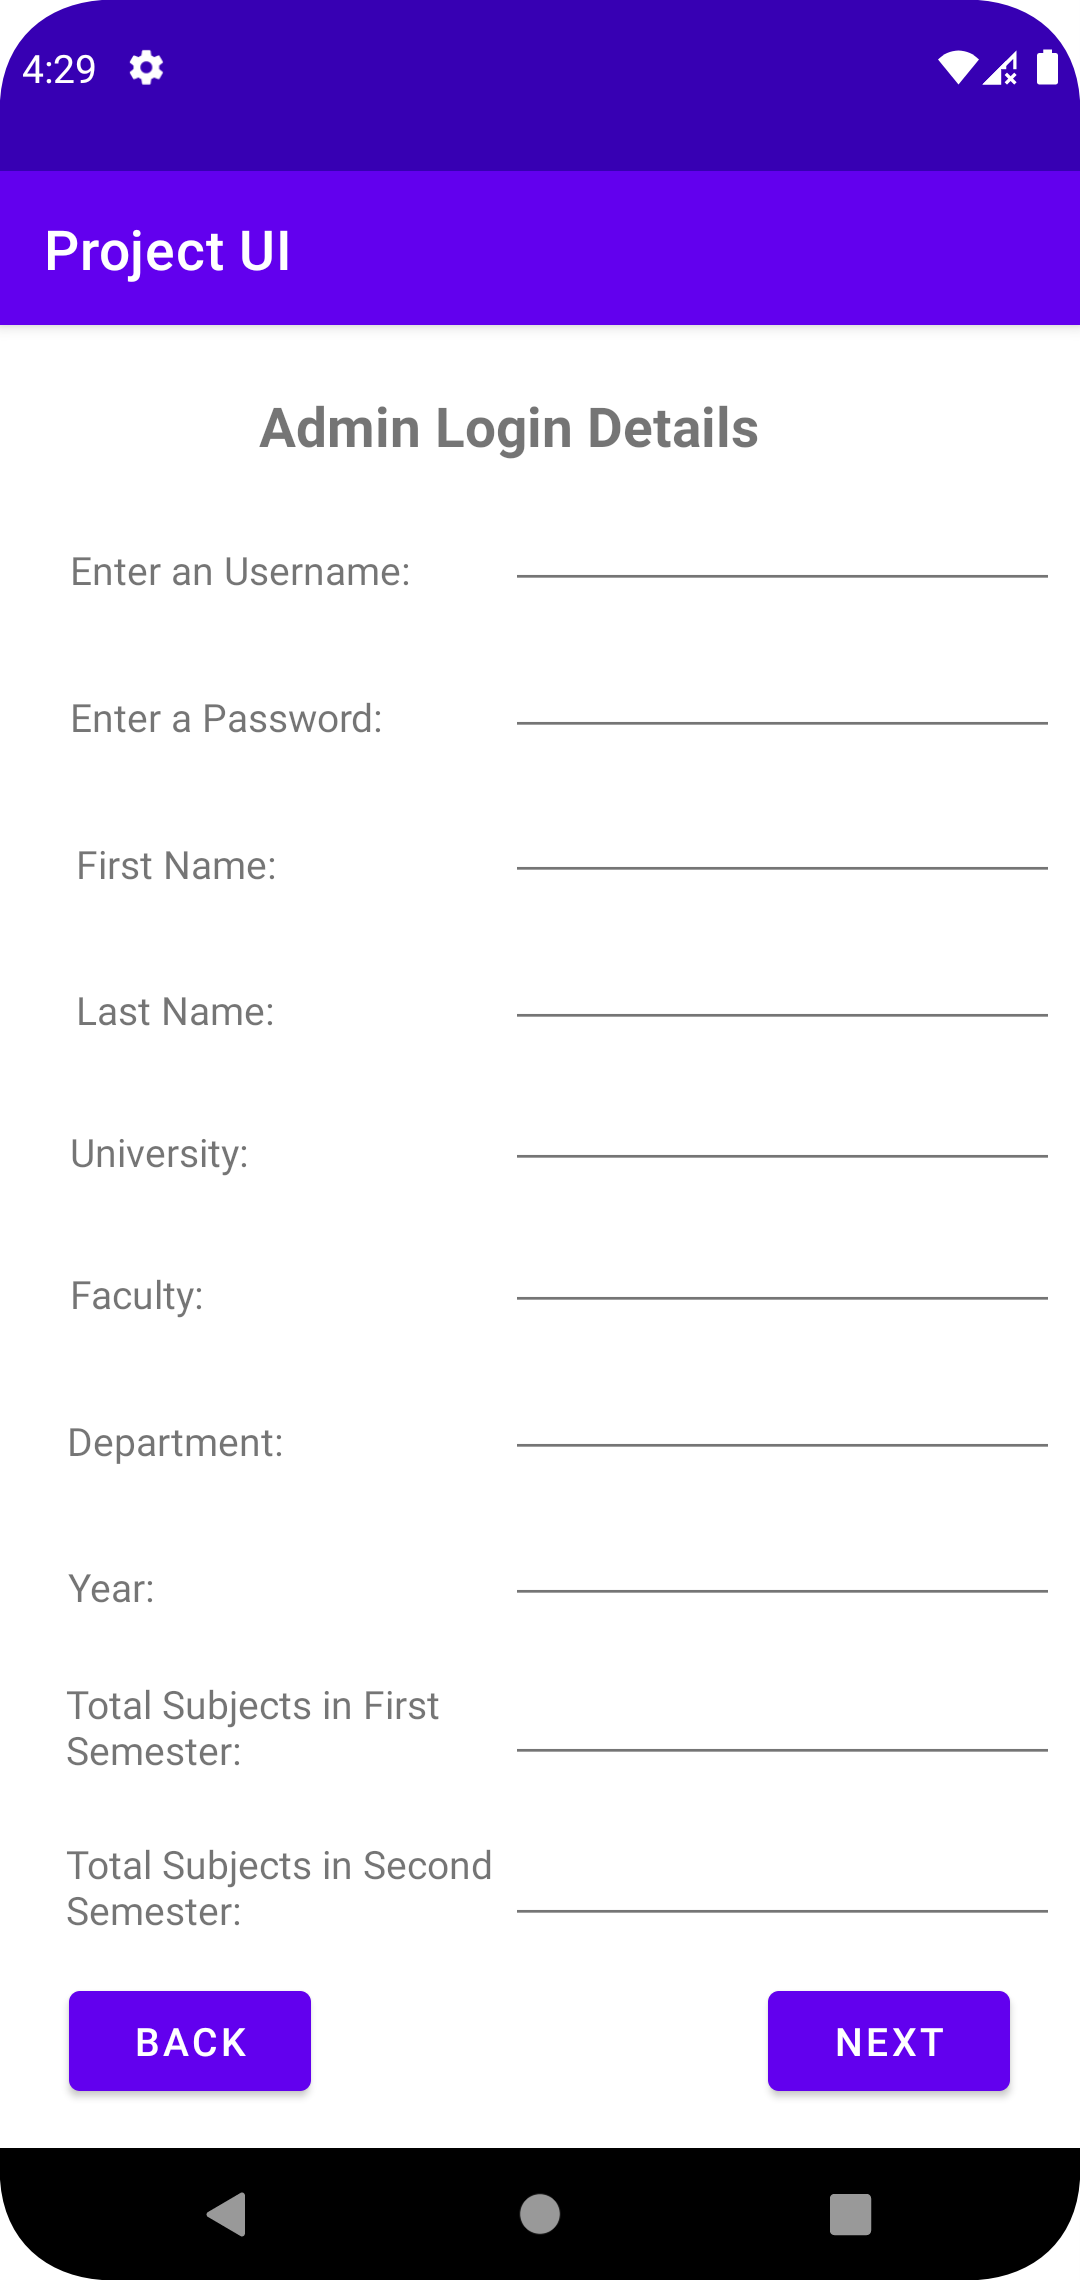 4:29
Project UI
Admin Login Details
Enter an Username:
Enter a Password:
First Name:
Last Name:
University:
Faculty:
Department:
Year:
Total Subjects in First
Semester:
Total Subjects in Second
Semester:
BACK
NEXT